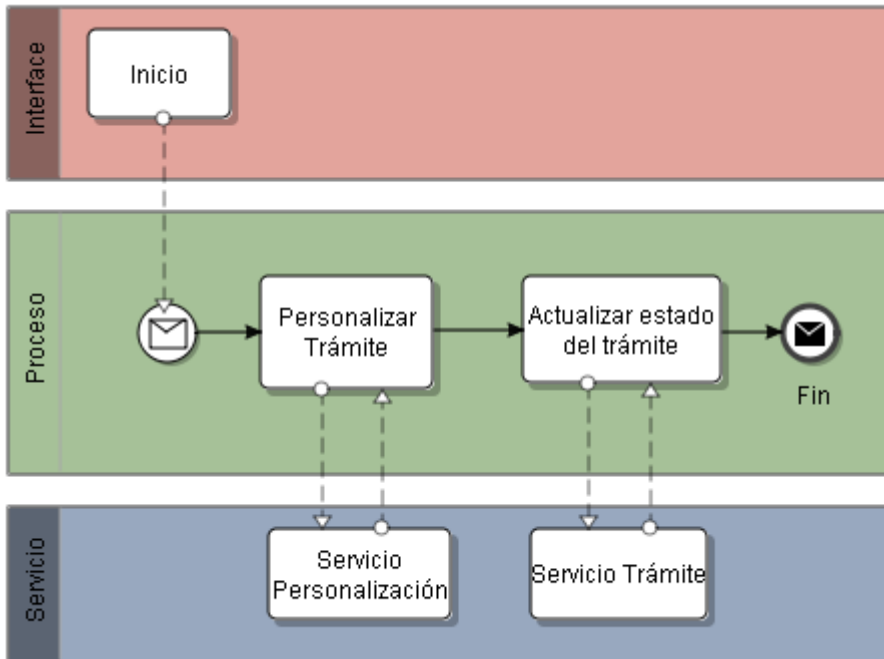 Interface
Inicio
Proceso
Personalizar
Trámite
Actualizar estado
del trámite
Fin
Servicio
Servicio
Personalización
Servicio Trámite